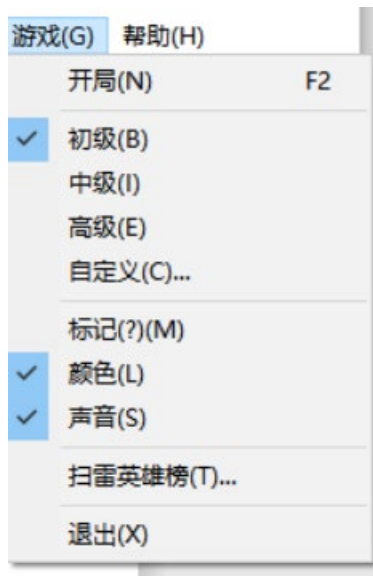 游戏(G) 帮助(H)
开局(N) F2
初级(B)
中级(I)
高级(E)
自定义(C)...
标记(?)(M)
颜色(L)
声音(S)
扫雷英雄榜(T)...
退出(X)